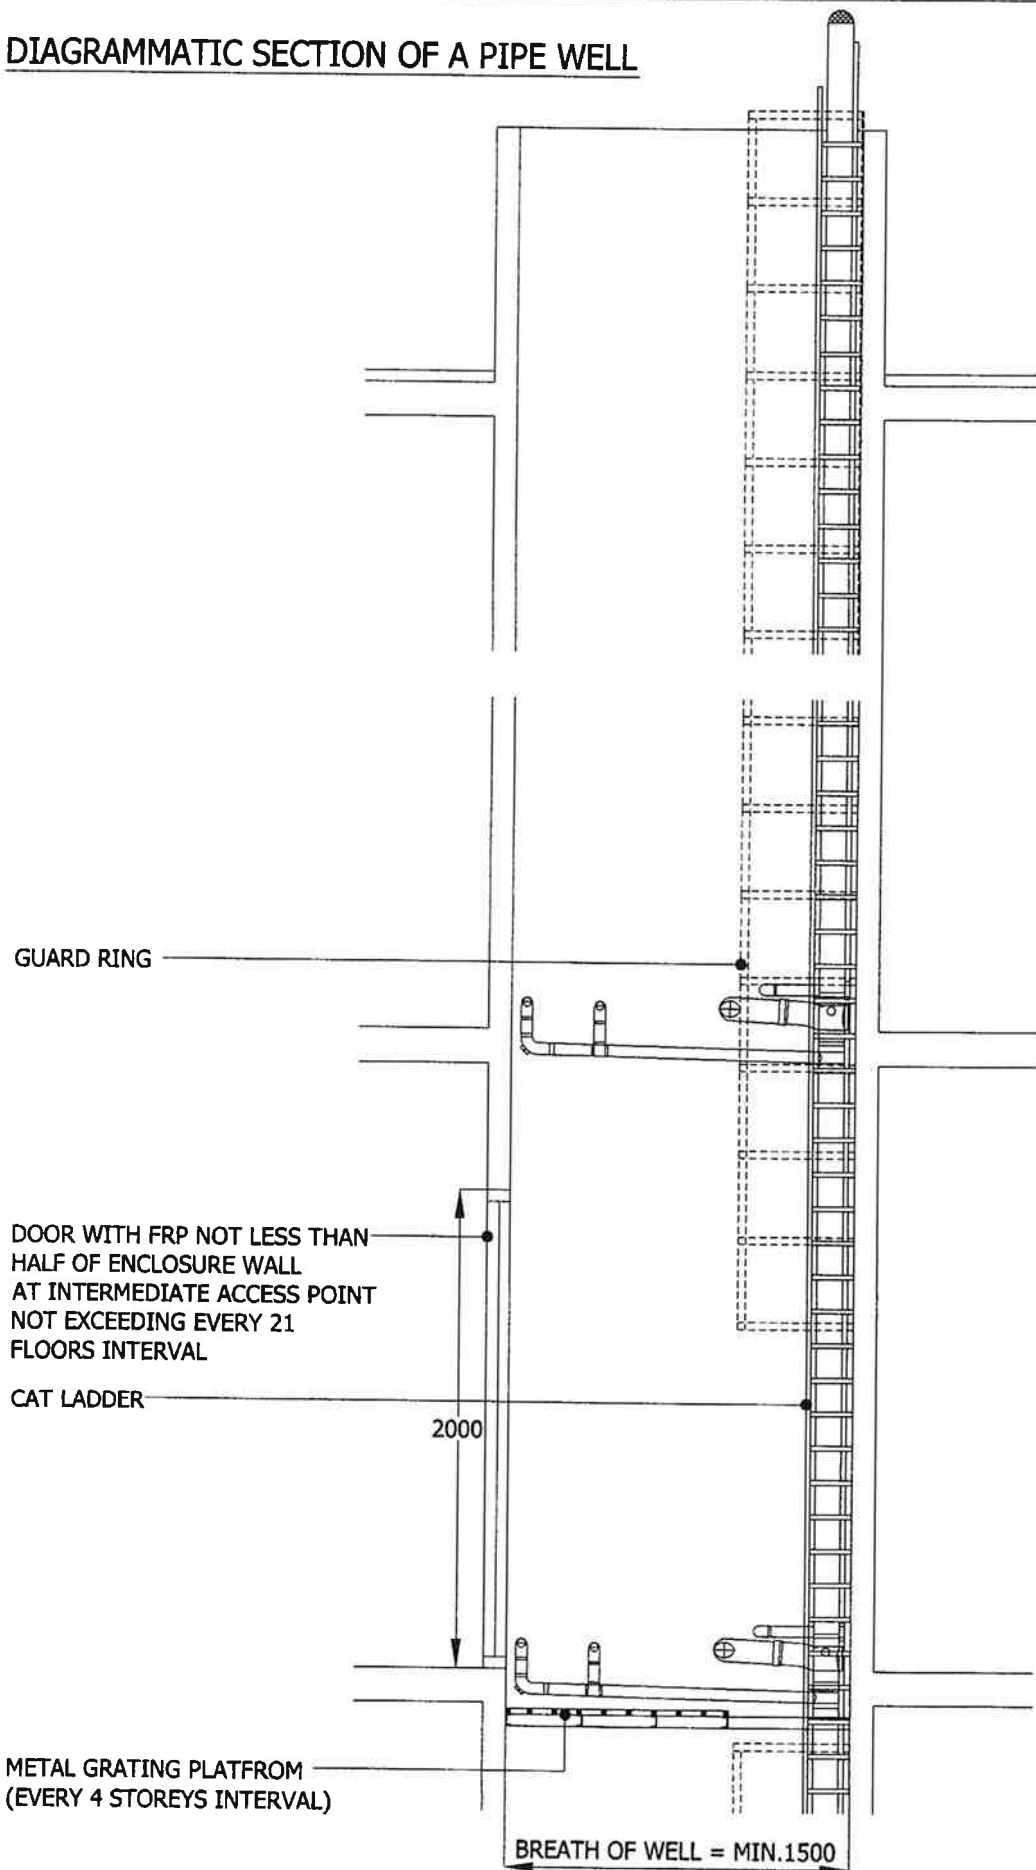 DIAGRAMMATIC SECTION OF A PIPE WELL
GUARD RING
DOOR WITH FRP NOT LESS THAN
HALF OF ENCLOSURE WALL
AT INTERMEDIATE ACCESS POINT
NOT EXCEEDING EVERY 21
FLOORS INTERVAL
CAT LADDER
2000
METAL GRATING PLATFROM
(EVERY 4 STOREYS INTERVAL)
BREATH OF WELL = MIN.1500